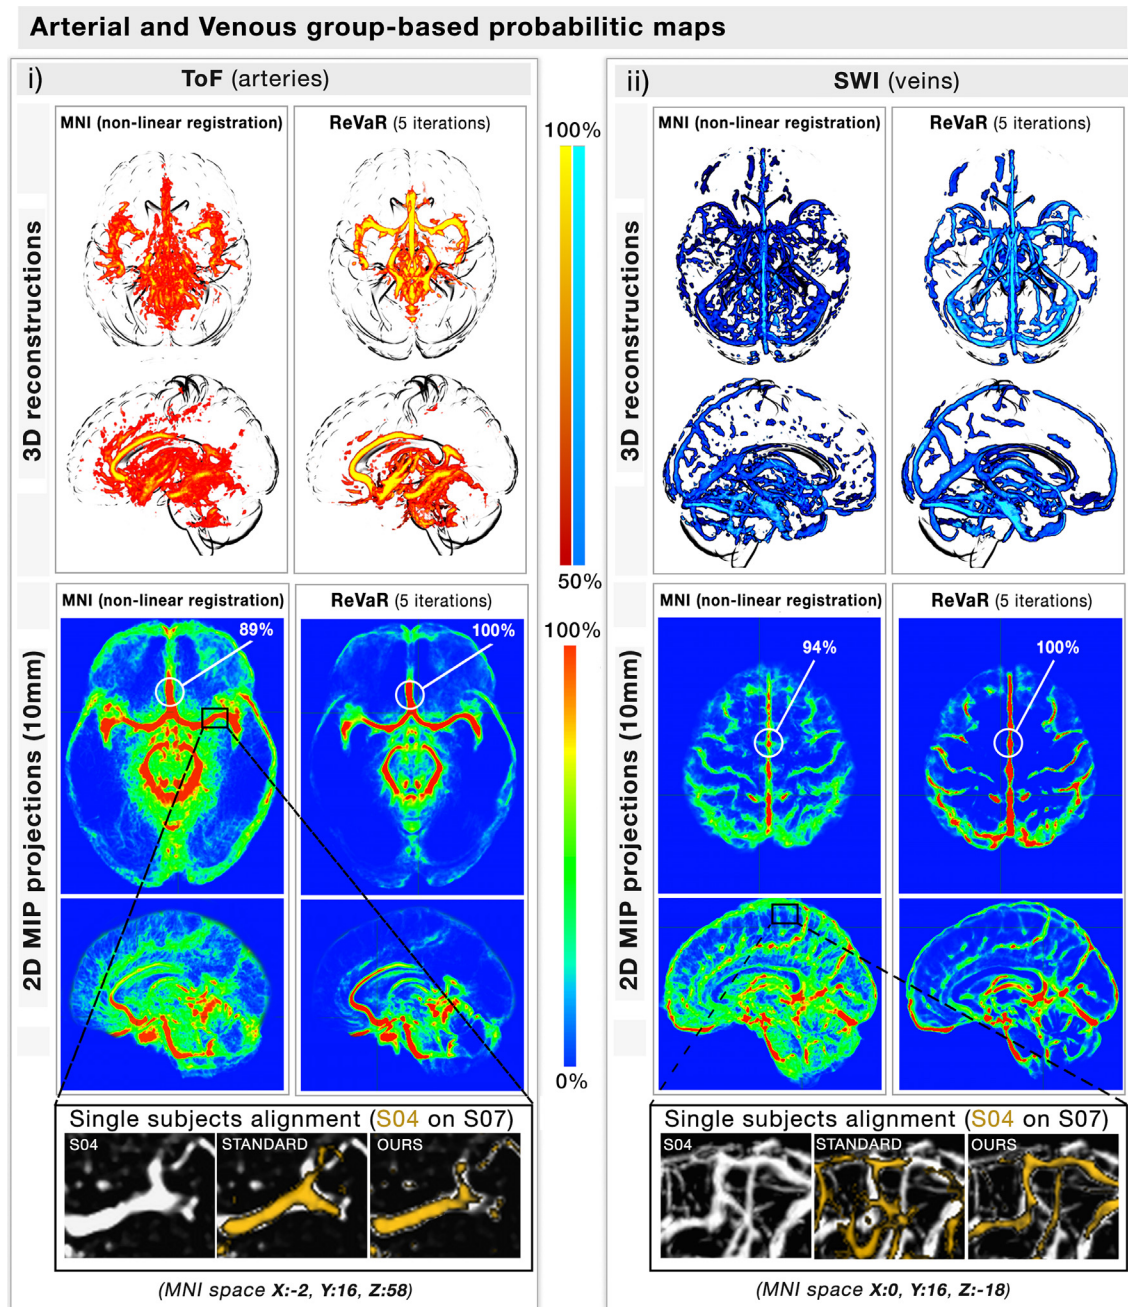 Arterial and Venous group-based probabilitic maps
i)
ToF (arteries)
3D reconstructions
MNI (non-linear registration)
ReVaR (5 iterations)
100%
50%
2D MIP projections (10mm)
MNI (non-linear registration)
ReVaR (5 iterations)
89%
100%
100%
0%
Single subjects alignment (S04 on S07)
S04
STANDARD
OURS
(MNI space X:-2, Y:16, Z:58)
ii)
SWI (veins)
3D reconstructions
MNI (non-linear registration)
ReVaR (5 iterations)
2D MIP projections (10mm)
MNI (non-linear registration)
ReVaR (5 iterations)
94%
100%
Single subjects alignment (S04 on S07)
S04
STANDARD
OURS
(MNI space X:0, Y:16, Z:-18)